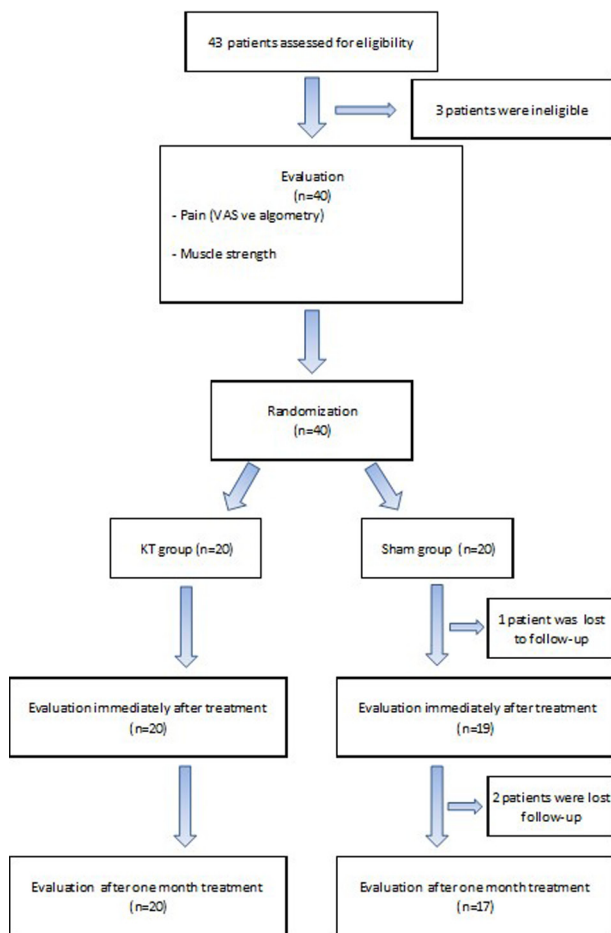 43 patients assessed for eligibility
3 patients were ineligible
Evaluation
(n=40)
- Pain (VAS ve algometry)
- Muscle strength
Randomization
(n=40)
KT group (n=20)
Sham group (n=20)
1 patient was lost
to follow-up
Evaluation immediately after treatment
(n=20)
Evaluation immediately after treatment
(n=19)
2 patients were lost
follow-up
Evaluation after one month treatment
(n=20)
Evaluation after one month treatment
(n=17)